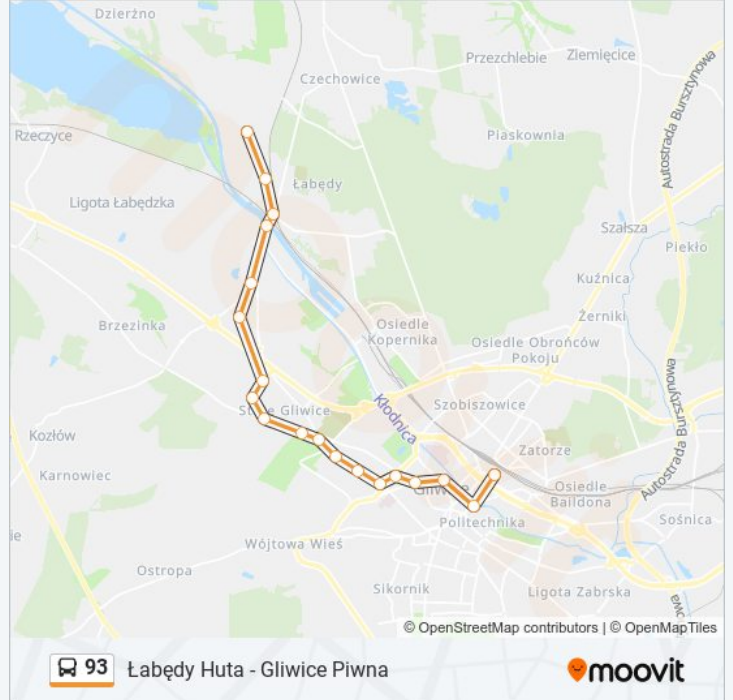 Dzierżno
Przezchlebie
Ziemięcice
Czechowice
Autostrada Bursztynowa
Rzeczyce
Piaskownia
Łabędy
Ligota Łabędzka
Szałsza
Piekło
Kuźnica
Żerniki
Brzezinka
Osiedle
Kopernika
Osiedle Obrońców
Pokoju
Kłodnica
Szobiszowice
Kozłów
Zatorze
Karnowiec
Autostrada Bursztynowa
Gliwice
Osiedle
Baildona
Politechnika
Sośnica
Wójtowa Wieś
Ostropa
Sikornik
Ligota Zabrska
© OpenStreetMap contributors | © OpenMapTiles
93 Łabędy Huta - Gliwice Piwna
moovit